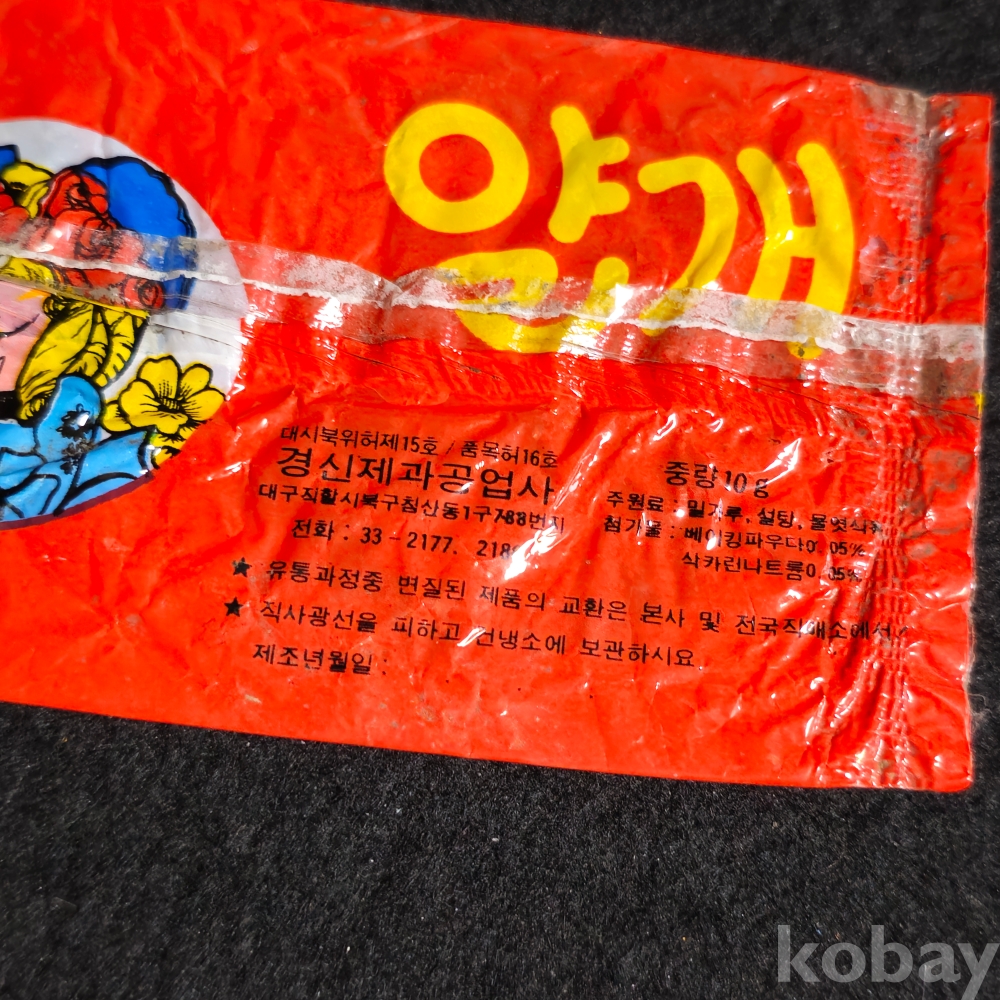 대시북위허제15호 / 품목허16호
경신제과공업사
대구직할시북구침산동1구788번지
전화 : 33 - 2177.
중량 10g
주원료 : 밀가루, 설탕, 물엿
첨가물 : 베이킹파우다0. 05%
삭카린나트륨0. 05%
★ 유통과정중 변질된 제품의 교환은 본사 및 전국직매소에서
★ 직사광선을 피하고 건냉소에 보관하시요.
제조년월일 :
kobay